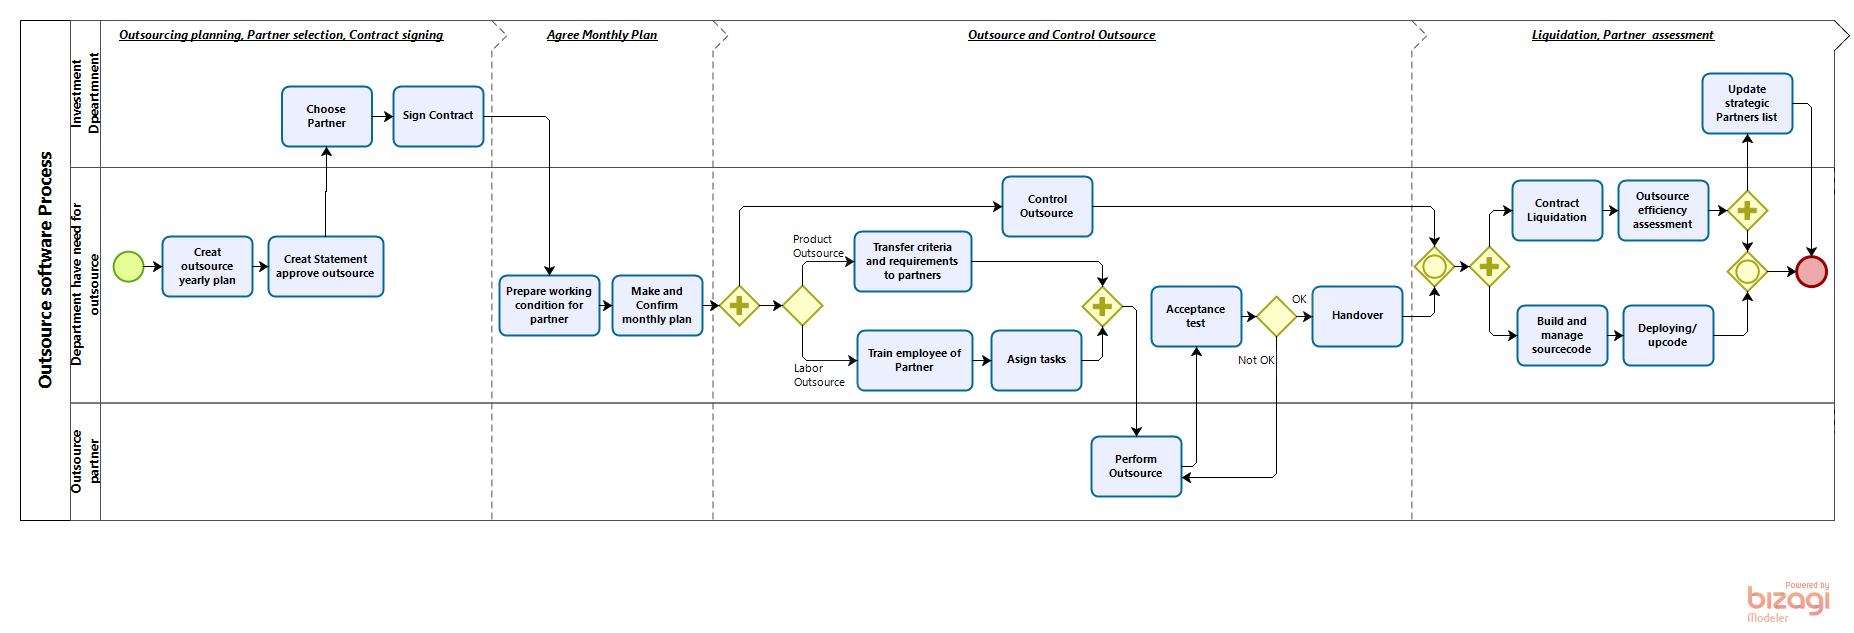 Outsource software Process
Investment
Dpeartmnent
Department have need for
outsource
Outsource
partner
Outsourcing planning, Partner selection, Contract signing
Agree Monthly Plan
Outsource and Control Outsource
Liquidation, Partner  assessment
Choose
Partner
Sign Contract
Update
strategic
Partners list
Creat
outsource
yearly plan
Creat Statement
approve outsource
Prepare working
condition for
partner
Make and
Confirm
monthly plan
Control
Outsource
Product
Outsource
Transfer criteria
and requirements
to partners
Labor
Outsource
Train employee of
Partner
Asign tasks
Acceptance
test
OK
Not OK
Handover
Contract
Liquidation
Outsource
efficiency
assessment
Build and
manage
sourcecode
Deploying/
upcode
Perform
Outsource
Powered by
bizagi
Modeler